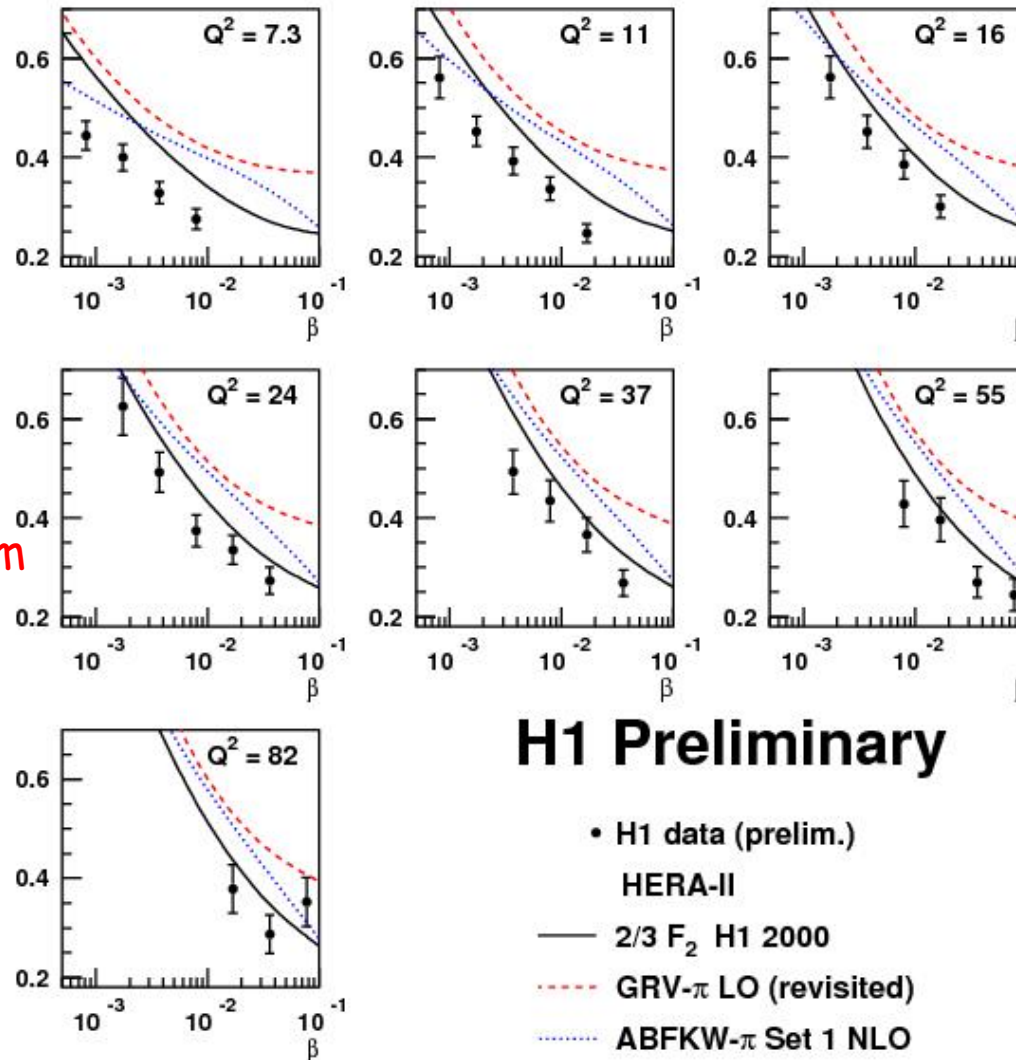 Q² = 7.3
0.6
0.4
0.2
10⁻³ 10⁻² 10⁻¹
β
Q² = 11
0.6
0.4
0.2
10⁻³ 10⁻² 10⁻¹
β
Q² = 16
0.6
0.4
0.2
10⁻³ 10⁻²
Q² = 24
0.6
0.4
0.2
10⁻³ 10⁻² 10⁻¹
β
m
Q² = 37
0.6
0.4
0.2
10⁻³ 10⁻² 10⁻¹
β
Q² = 55
0.6
0.4
0.2
10⁻³ 10⁻²
Q² = 82
0.6
0.4
0.2
10⁻³ 10⁻² 10⁻¹
β
H1 Preliminary
• H1 data (prelim.)
HERA-II
2/3 F₂ H1 2000
GRV-π LO (revisited)
ABFKW-π Set 1 NLO